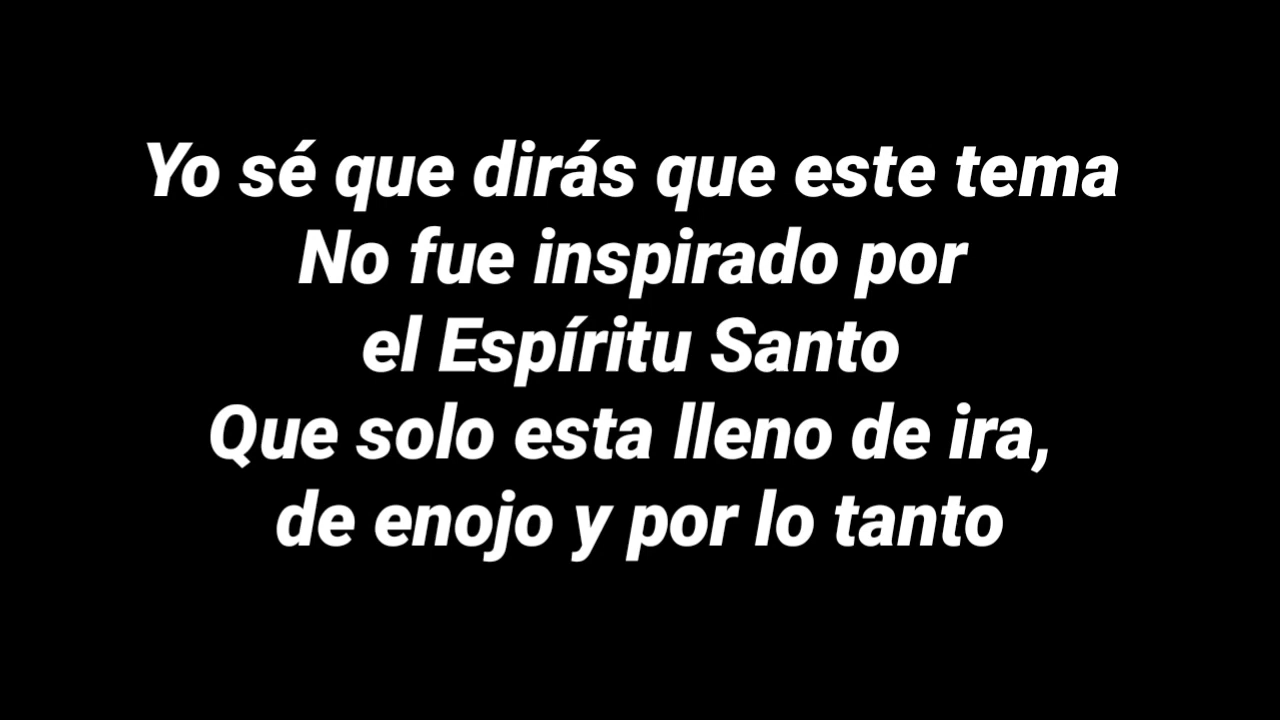 Yo sé que dirás que este tema
No fue inspirado por
el Espíritu Santo
Que solo esta lleno de ira,
de enojo y por lo tanto